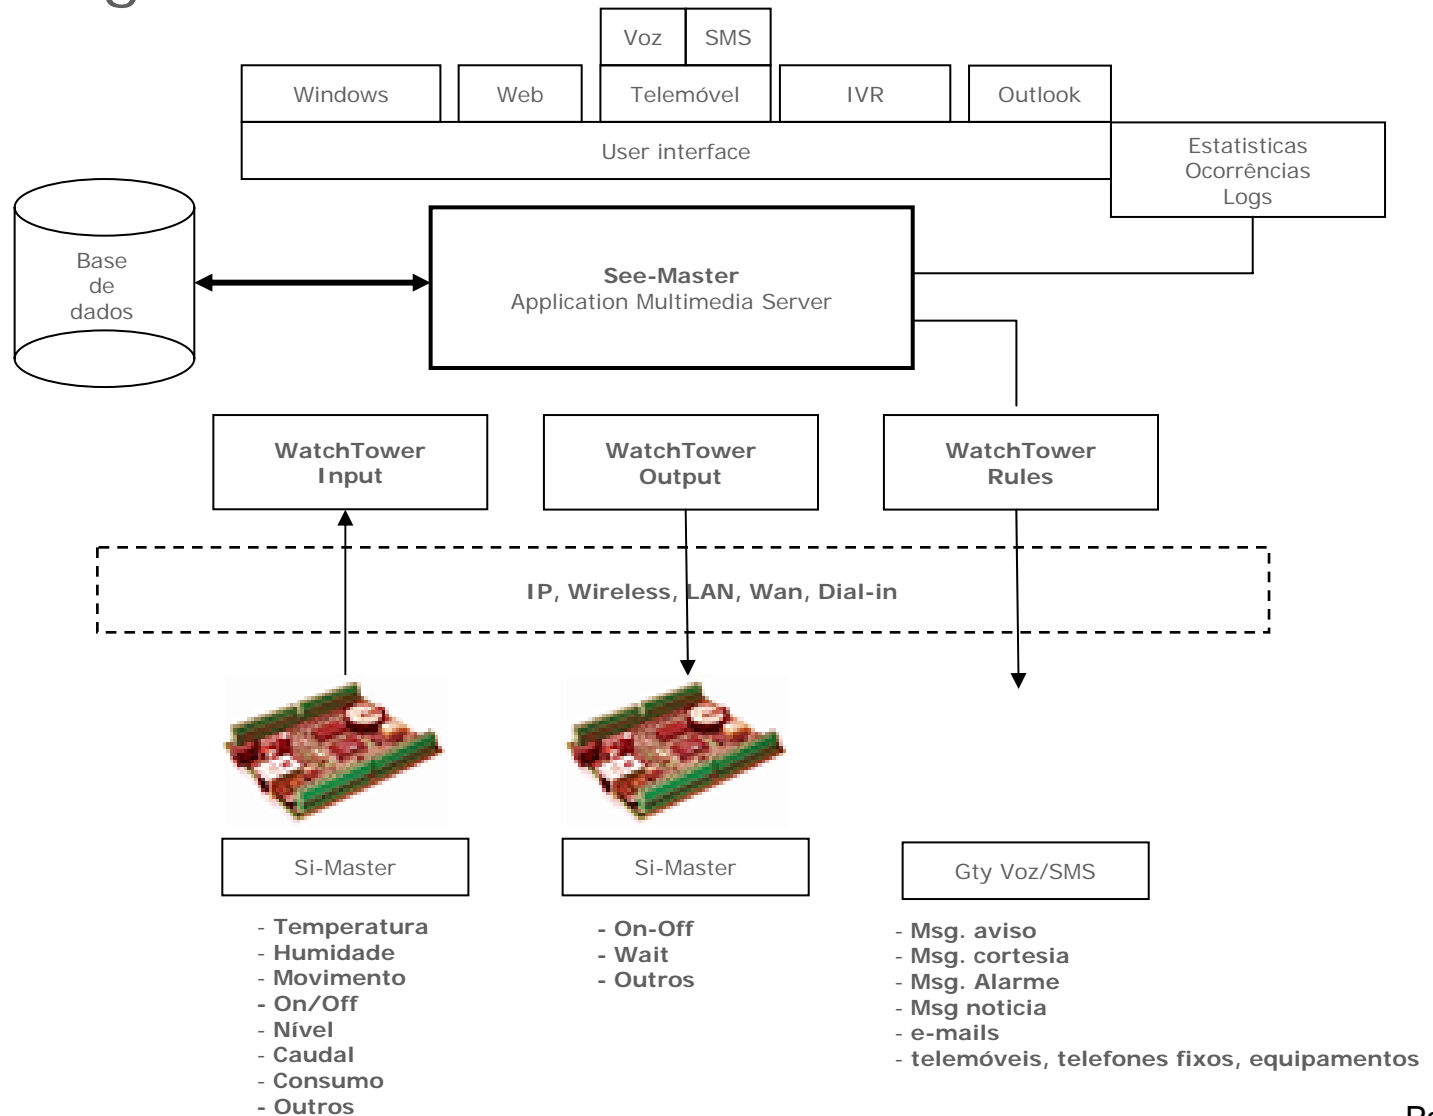 Voz SMS
Windows Web Telemóvel IVR Outlook
User interface
Estatisticas
Ocorrências
Logs
Base
de
dados
See-Master
Application Multimedia Server
WatchTower
Input
WatchTower
Output
WatchTower
Rules
IP, Wireless, LAN, Wan, Dial-in
Si-Master
- Temperatura
- Humidade
- Movimento
- On/Off
- Nível
- Caudal
- Consumo
- Outros
Si-Master
- On-Off
- Wait
- Outros
Gty Voz/SMS
- Msg. aviso
- Msg. cortesia
- Msg. Alarme
- Msg noticia
- e-mails
- telemóveis, telefones fixos, equipamentos